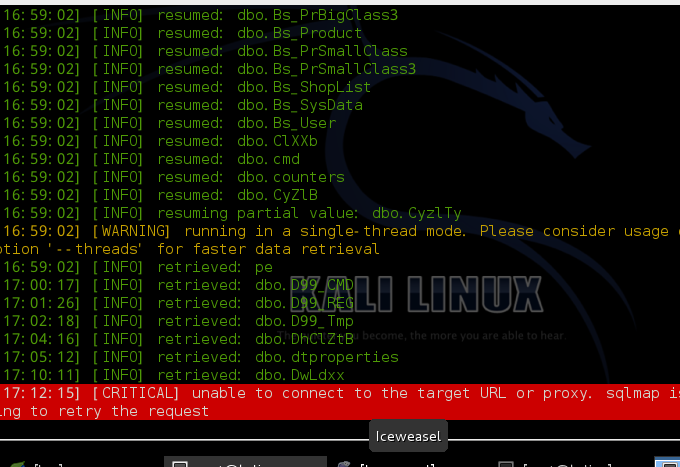 16:59:02] [INFO] resumed: dbo.Bs_PrBigClass3
16:59:02] [INFO] resumed: dbo.Bs_Product
16:59:02] [INFO] resumed: dbo.Bs_PrSmallClass
16:59:02] [INFO] resumed: dbo.Bs_PrSmallClass3
16:59:02] [INFO] resumed: dbo.Bs_ShopList
16:59:02] [INFO] resumed: dbo.Bs_SysData
16:59:02] [INFO] resumed: dbo.Bs_User
16:59:02] [INFO] resumed: dbo.ClXXb
16:59:02] [INFO] resumed: dbo.cmd
16:59:02] [INFO] resumed: dbo.counters
16:59:02] [INFO] resumed: dbo.CyZlB
16:59:02] [INFO] resuming partial value: dbo.CyzlTy
16:59:02] [WARNING] running in a single-thread mode. Please consider usage
ption '--threads' for faster data retrieval
16:59:02] [INFO] retrieved: pe
17:00:17] [INFO] retrieved: dbo.D99_CMD
17:01:26] [INFO] retrieved: dbo.D99_REG
17:02:18] [INFO] retrieved: dbo.D99_Tmp
17:04:16] [INFO] retrieved: dbo.DhClZtB
17:05:12] [INFO] retrieved: dbo.dtproperties
17:10:11] [INFO] retrieved: dbo.DwLdxx
17:12:15] [CRITICAL] unable to connect to the target URL or proxy. sqlmap is
ing to retry the request
KALI LINUX
become, the more you are able to hear.
Iceweasel